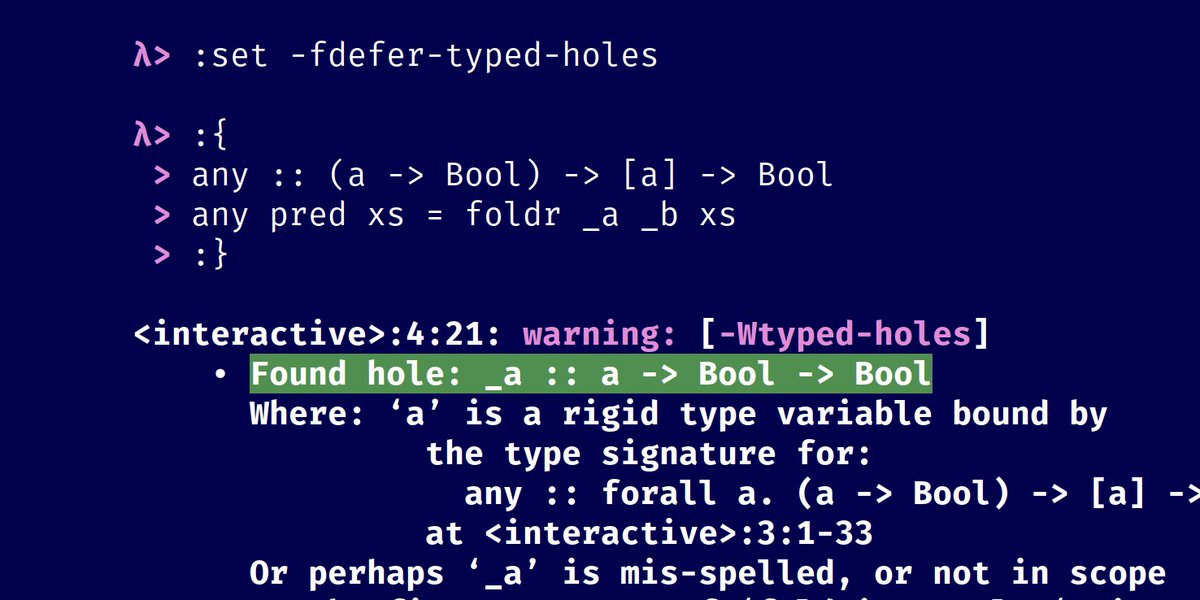 λ> :set -fdefer-typed-holes
λ> :{
> any :: (a -> Bool) -> [a] -> Bool
> any pred xs = foldr _a _b xs
> :}
<interactive>:4:21: warning: [-Wtyped-holes]
• Found hole: _a :: a -> Bool -> Bool
Where: ‘a’ is a rigid type variable bound by
the type signature for:
any :: forall a. (a -> Bool) -> [a] ->
at <interactive>:3:1-33
Or perhaps ‘_a’ is mis-spelled, or not in scope